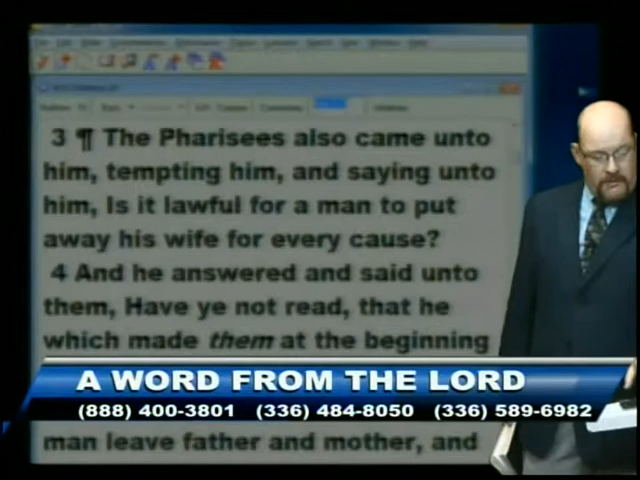 3 ¶ The Pharisees also came unto
him, tempting him, and saying unto
him, Is it lawful for a man to put
away his wife for every cause?
4 And he answered and said unto
them, Have ye not read, that he
which made them at the beginning
A WORD FROM THE LORD
(888) 400-3801 (336) 484-8050 (336) 589-6982
man leave father and mother, and